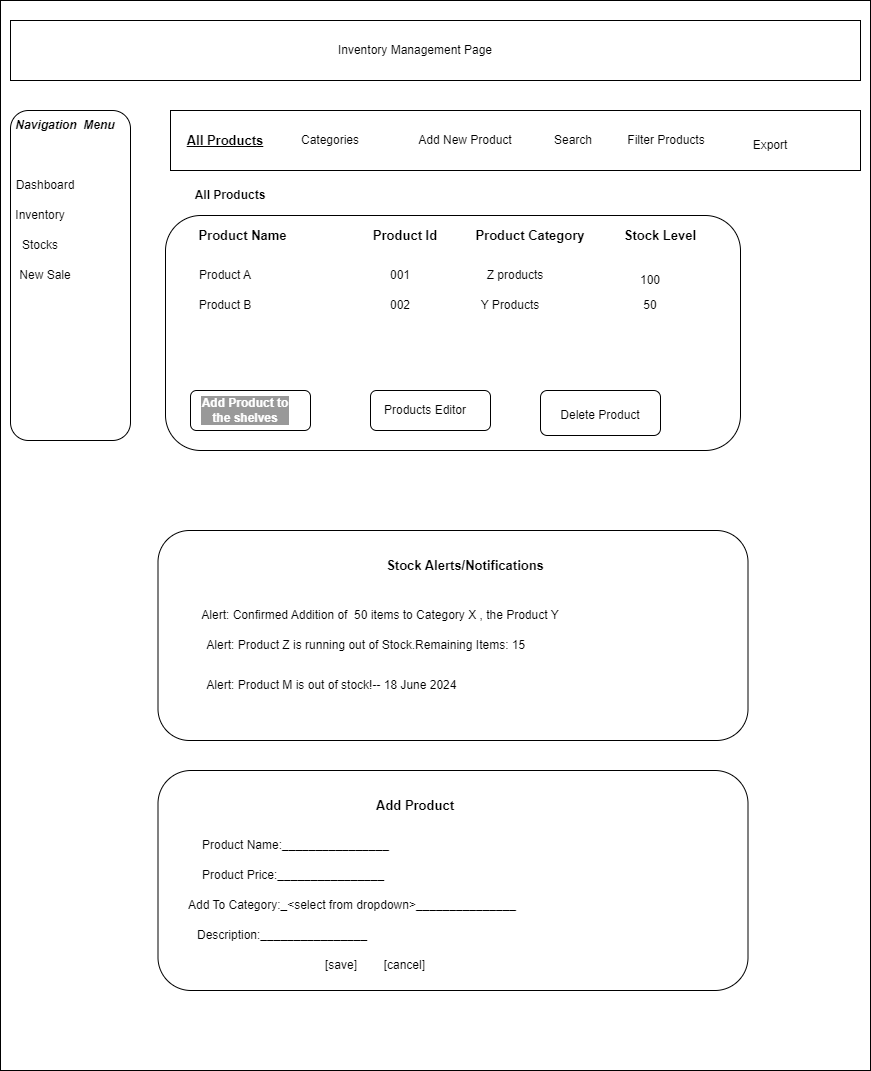 Inventory Management Page
Navigation Menu
Dashboard
Inventory
Stocks
New Sale
All Products Categories Add New Product Search Filter Products Export
All Products
Product Name Product Id Product Category Stock Level
Product A 001 Z products 100
Product B 002 Y Products 50
Add Product to
the shelves
Products Editor
Delete Product
Stock Alerts/Notifications
Alert: Confirmed Addition of 50 items to Category X , the Product Y
Alert: Product Z is running out of Stock.Remaining Items: 15
Alert: Product M is out of stock!-- 18 June 2024
Add Product
Product Name:________________
Product Price:________________
Add To Category:_<select from dropdown>_______________
Description:________________
[save] [cancel]